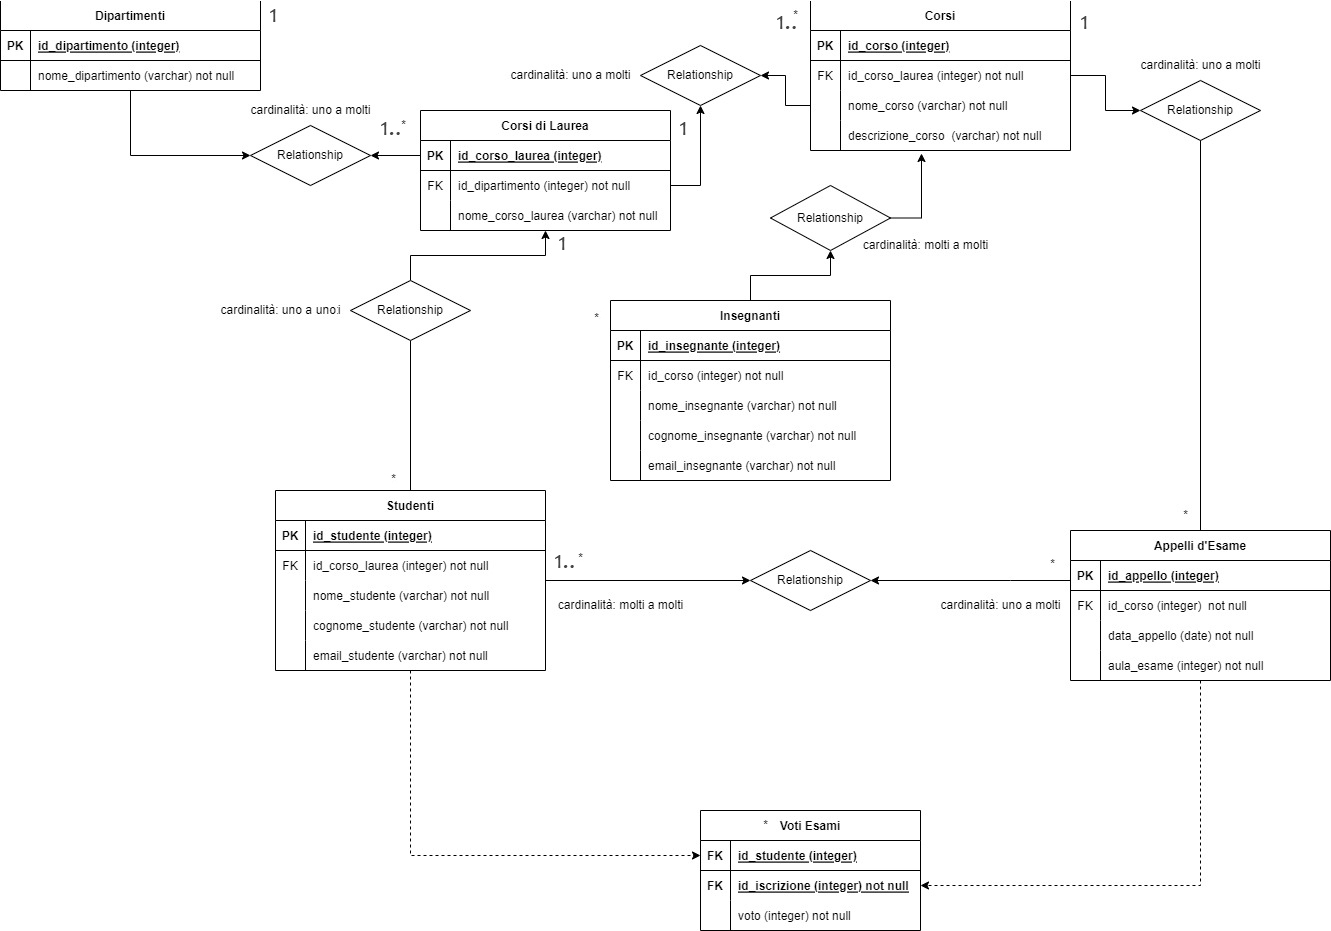 Dipartimenti
1
PK id_dipartimento (integer)
nome_dipartimento (varchar) not null
1..*
Corsi
1
PK id_corso (integer)
FK id_corso_laurea (integer) not null
nome_corso (varchar) not null
descrizione_corso (varchar) not null
cardinalità: uno a molti
Relationship
cardinalità: uno a molti
Relationship
cardinalità: uno a molti
Relationship
1..*
Corsi di Laurea
1
PK id_corso_laurea (integer)
FK id_dipartimento (integer) not null
nome_corso_laurea (varchar) not null
1
Relationship
cardinalità: molti a molti
cardinalità: uno a uno:i
Relationship
*
Insegnanti
PK id_insegnante (integer)
FK id_corso (integer) not null
nome_insegnante (varchar) not null
cognome_insegnante (varchar) not null
email_insegnante (varchar) not null
*
Studenti
PK id_studente (integer)
FK id_corso_laurea (integer) not null
nome_studente (varchar) not null
cognome_studente (varchar) not null
email_studente (varchar) not null
1..*
cardinalità: molti a molti
Relationship
*
cardinalità: uno a molti
*
Appelli d'Esame
PK id_appello (integer)
FK id_corso (integer) not null
data_appello (date) not null
aula_esame (integer) not null
* Voti Esami
FK id_studente (integer)
FK id_iscrizione (integer) not null
voto (integer) not null